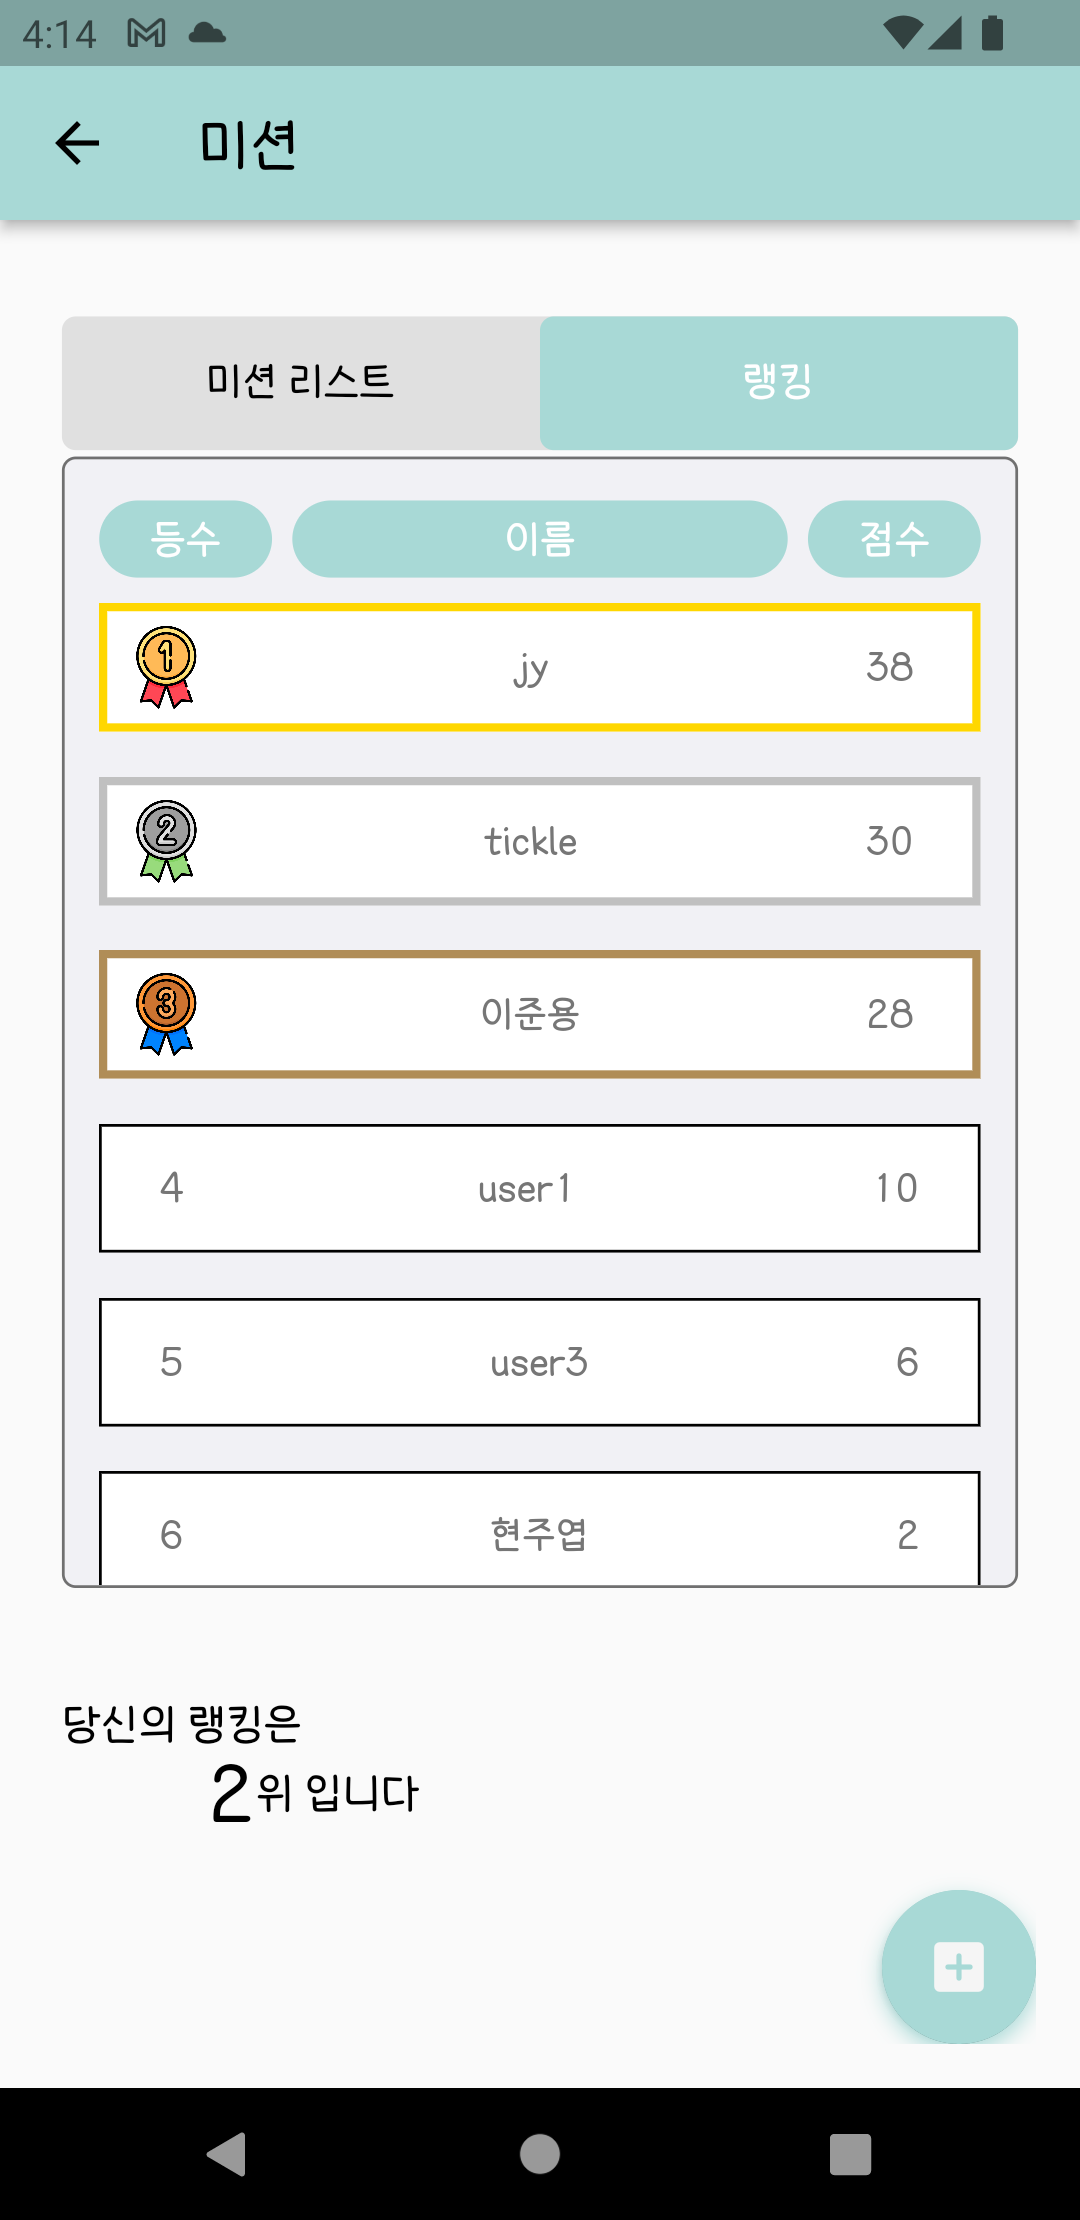 4:14
미션
미션 리스트 랭킹
등수 이름 점수
1 jy 38
2 tickle 30
3 이준용 28
4 user1 10
5 user3 6
6 현주엽 2
당신의 랭킹은
2위 입니다